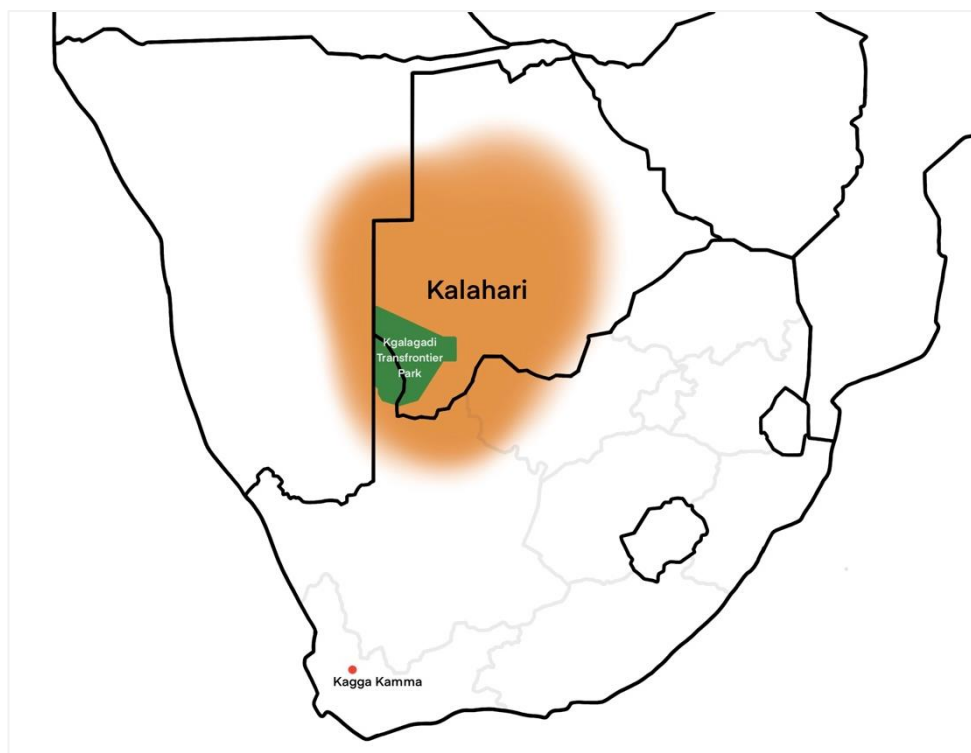 Kalahari
Kgalagadi
Transfrontier
Park
Kagga Kamma